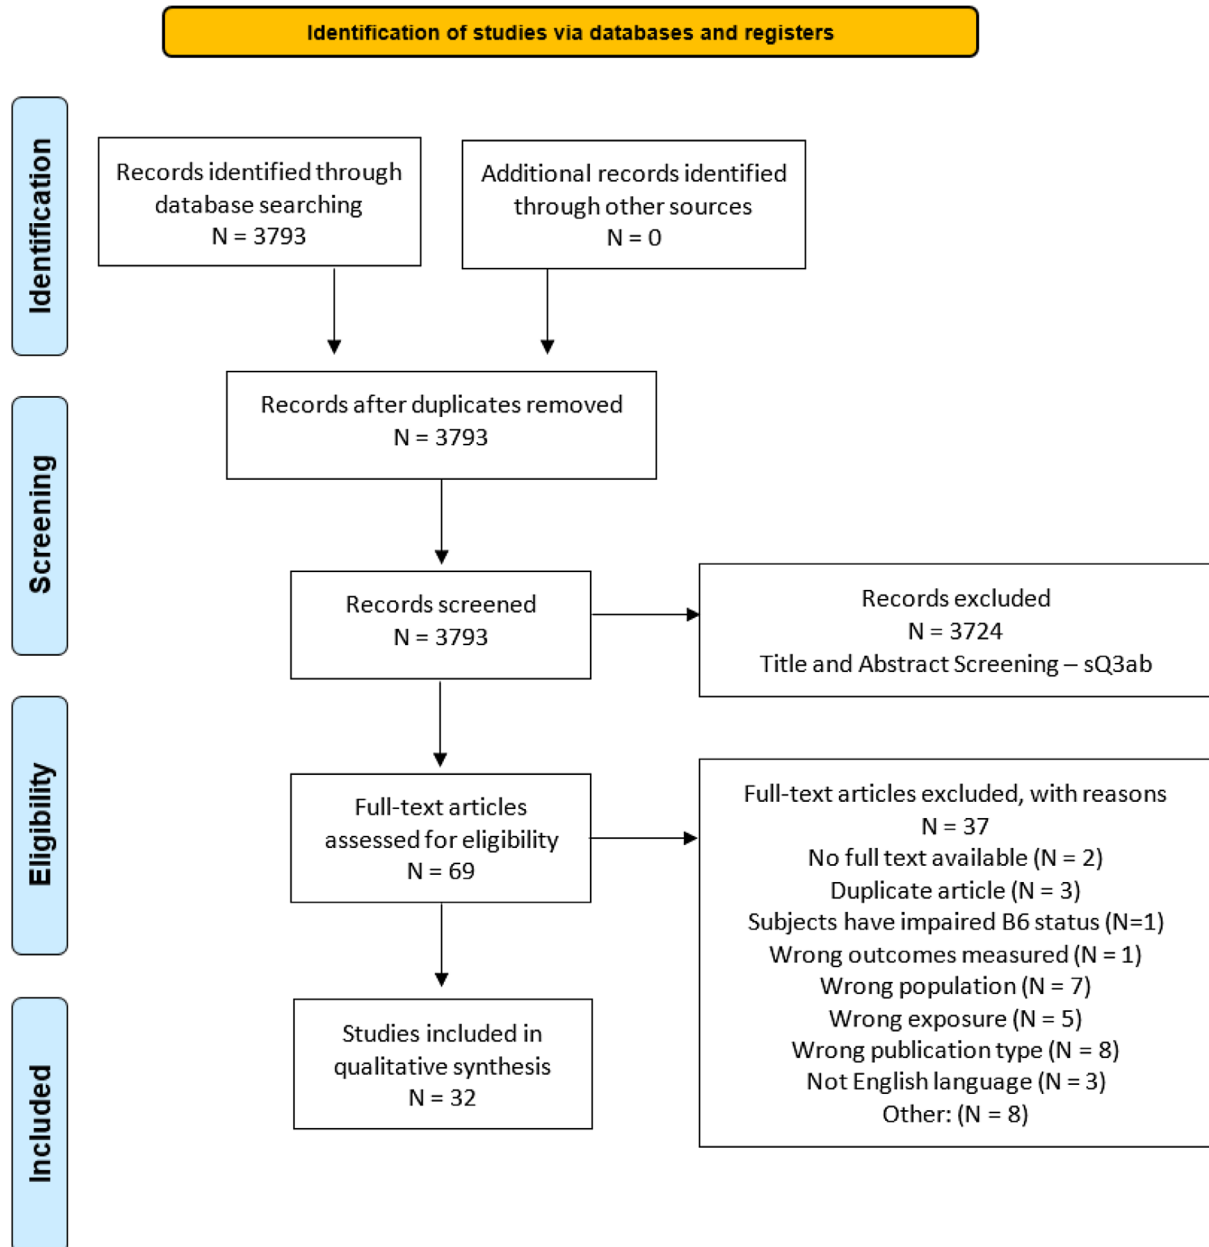 Identification of studies via databases and registers
Identification
Records identified through
database searching
N = 3793
Additional records identified
through other sources
N = 0
Screening
Records after duplicates removed
N = 3793
Records screened
N = 3793
Records excluded
N = 3724
Title and Abstract Screening – sQ3ab
Eligibility
Full-text articles
assessed for eligibility
N = 69
Full-text articles excluded, with reasons
N = 37
No full text available (N = 2)
Duplicate article (N = 3)
Subjects have impaired B6 status (N=1)
Wrong outcomes measured (N = 1)
Wrong population (N = 7)
Wrong exposure (N = 5)
Wrong publication type (N = 8)
Not English language (N = 3)
Other: (N = 8)
Included
Studies included in
qualitative synthesis
N = 32